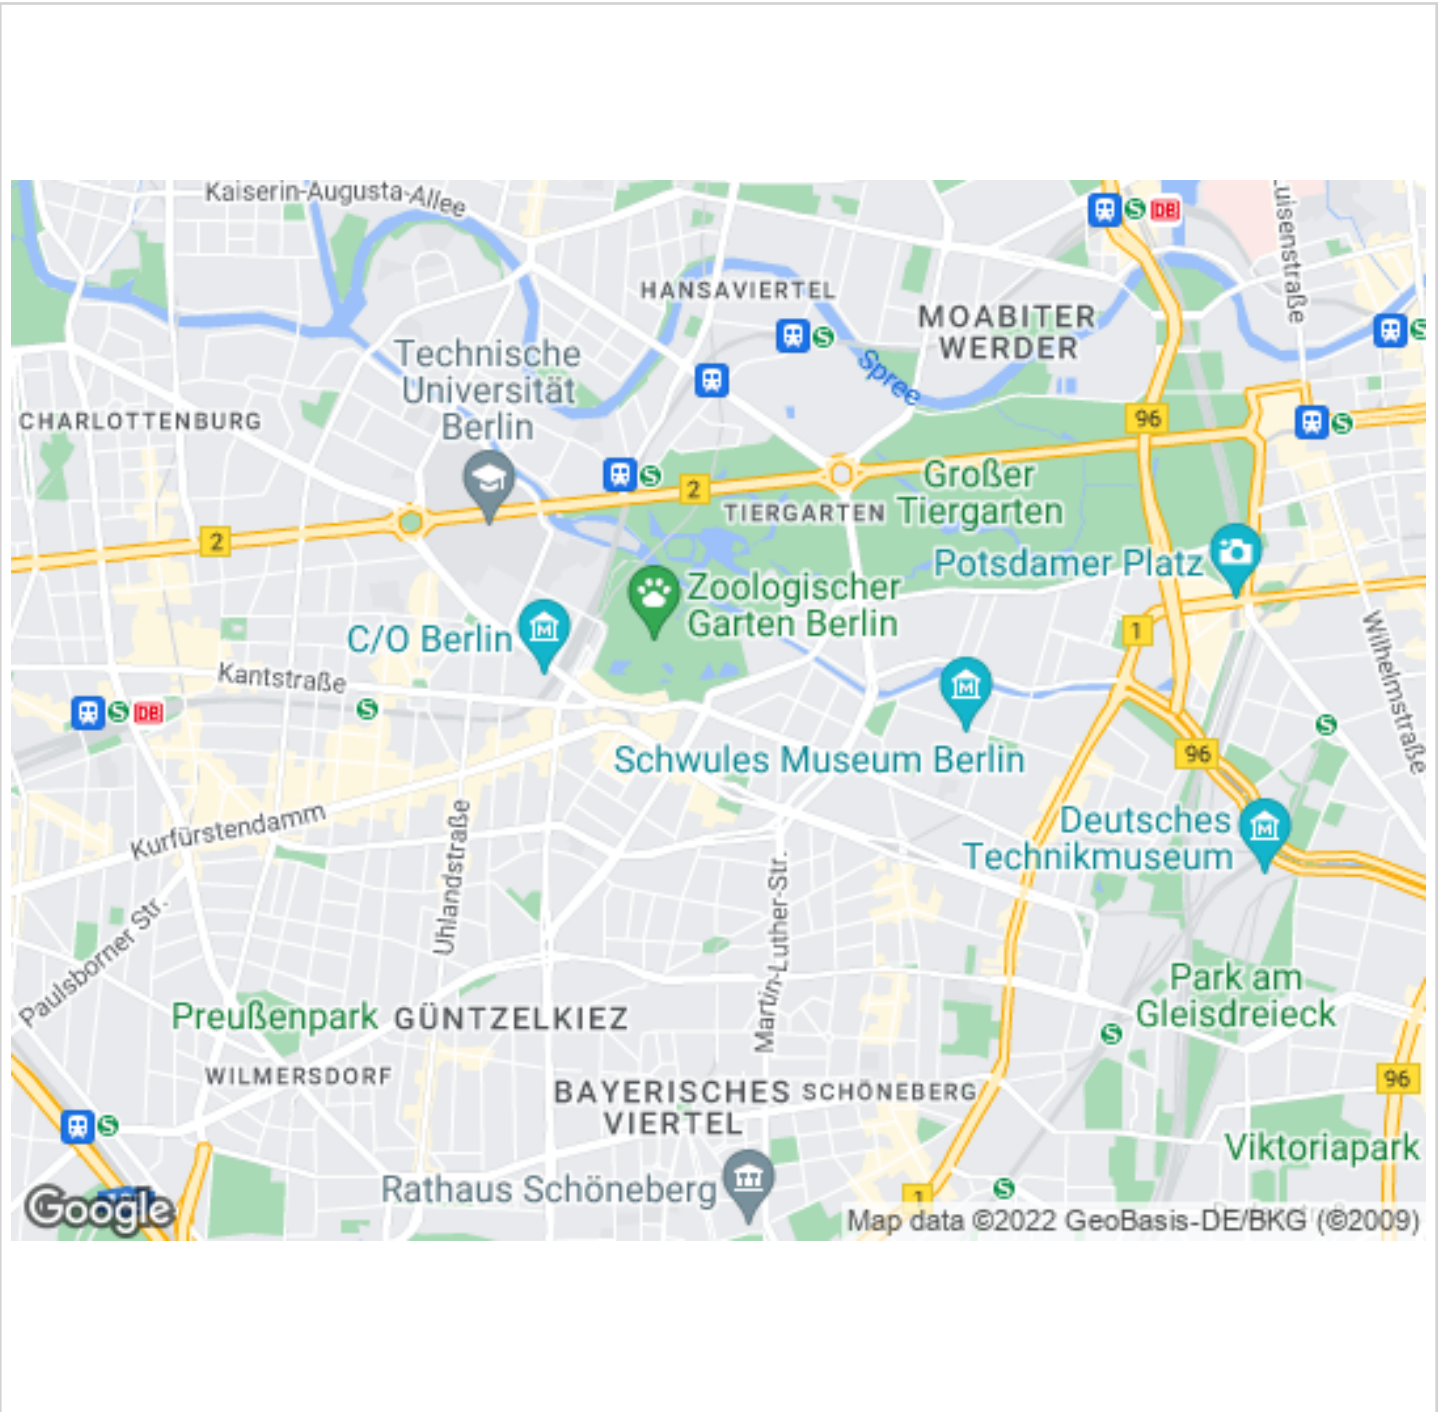 Kaiserin-Augusta-Allee
S
DB
Luisenstraße
HANSAVIERTEL
MOABITER
WERDER
S
S
Spree
Technische
Universität
Berlin
CHARLOTTENBURG
96
S
S
2
Großer
Tiergarten
TIERGARTEN
2
Potsdamer Platz
Zoologischer
Garten Berlin
C/O Berlin
M
1
Wilhelmstraße
Kantstraße
M
S
DB
S
S
Schwules Museum Berlin
96
Kurfürstendamm
Uhlandstraße
Deutsches
Technikmuseum
M
Martin-Luther-Str.
Paulsborner Str.
Park am
Gleisdreieck
Preußenpark
GÜNTZELKIEZ
S
WILMERSDORF
BAYERISCHES
VIERTEL
SCHÖNEBERG
96
S
Viktoriapark
Rathaus Schöneberg
S
1
Google
Map data ©2022 GeoBasis-DE/BKG (©2009)